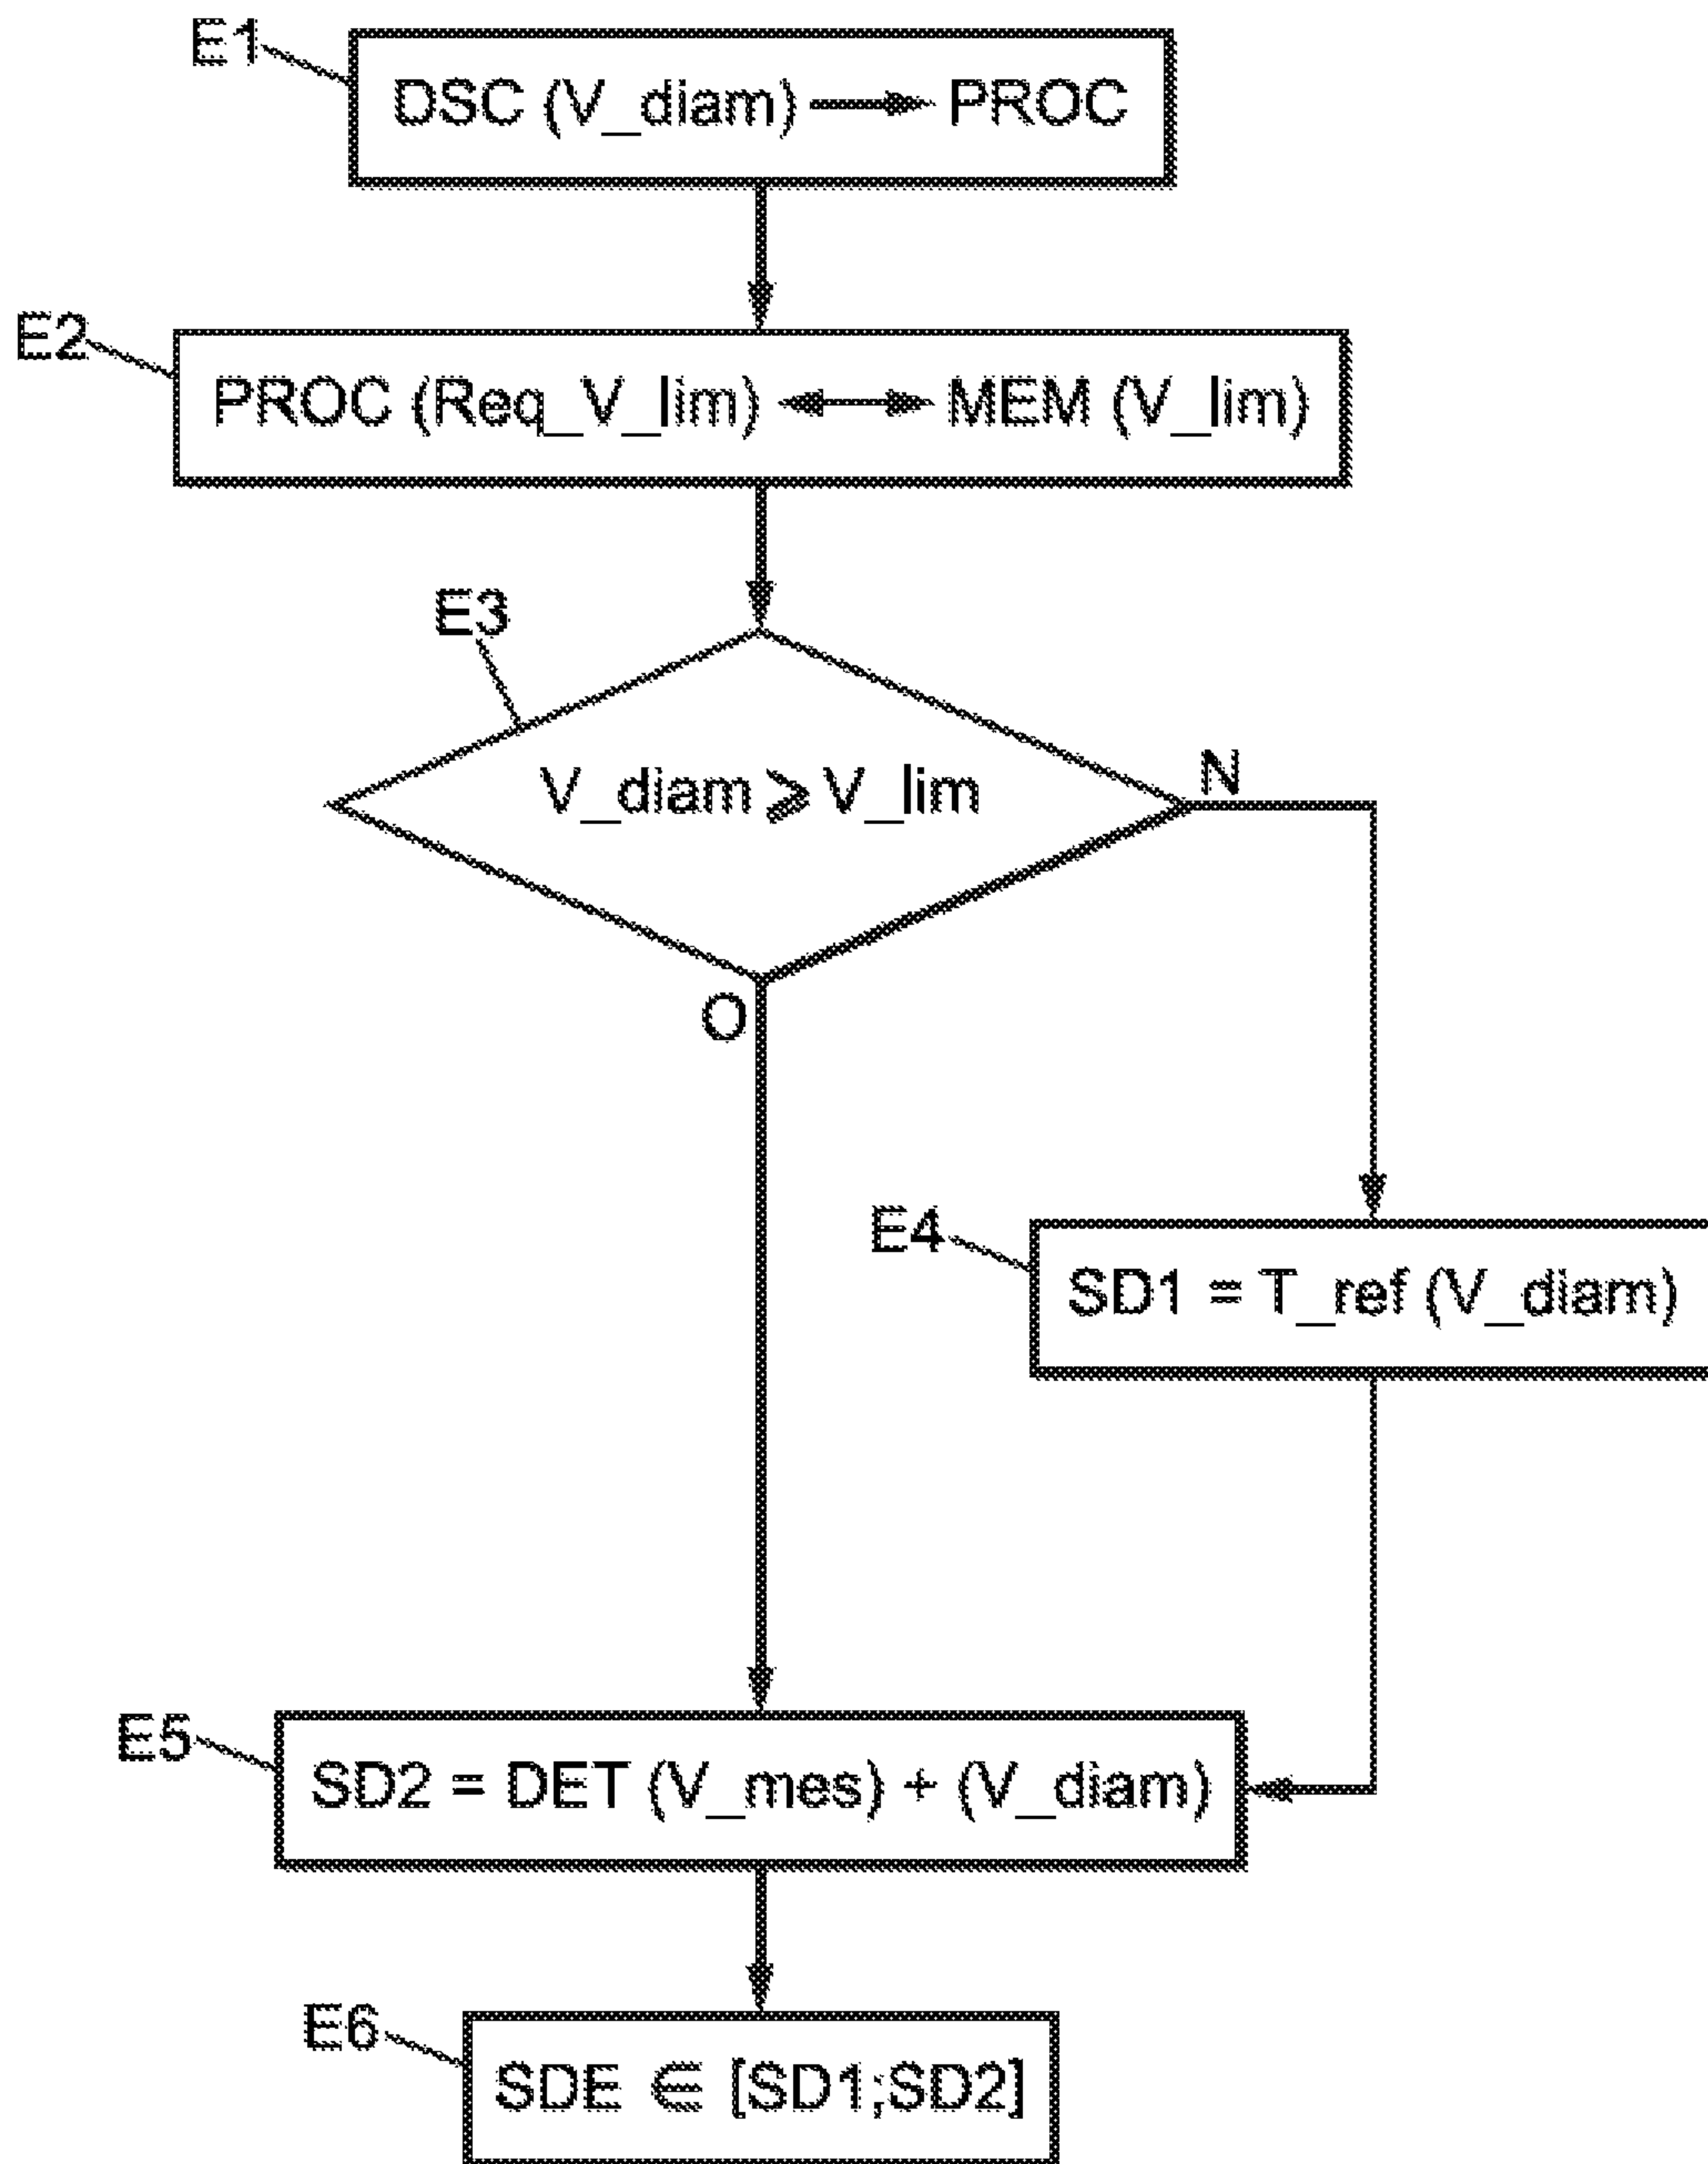 E1
DSC (V_diam) → PROC
E2
PROC (Req_V_lim) ↔ MEM (V_lim)
E3
V_diam ⩾ V_lim
N
O
E4
SD1 = T_ref (V_diam)
E5
SD2 = DET (V_mes) + (V_diam)
E6
SDE ∈ [SD1;SD2]